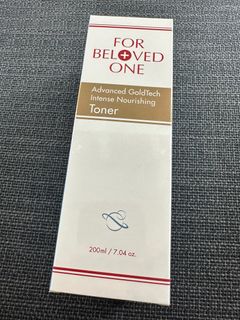 FOR
BELOVED
ONE
Advanced GoldTech
Intense Nourishing
Toner
200ml / 7.04 oz.